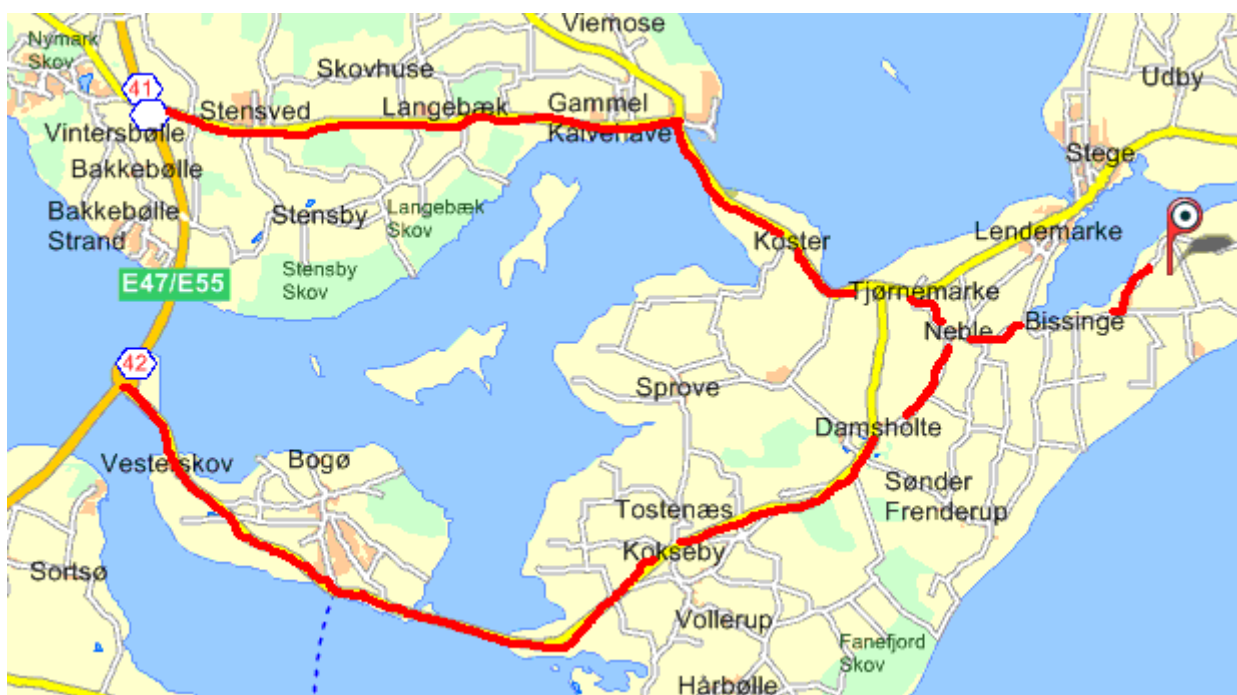 Viemose
Nymark
Skov
Skovhuse
Udby
41
Stensved
Langebæk
Gammel
Kalvehave
Vintersbølle
Stege
Bakkebølle
Bakkebølle
Strand
Stensby
Langebæk
Skov
Koster
Lendemarke
Stensby
Skov
E47/E55
Tjørnemarke
Neble
Bissinge
42
Sprove
Damsholte
Vesterskov
Bogø
Sønder
Frenderup
Tostenæs
Kokseby
Sortsø
Vollerup
Fanefjord
Skov
Hårbølle